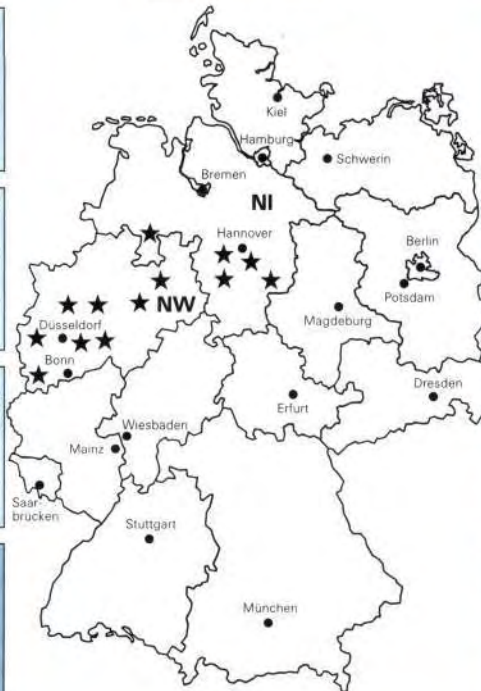 Kiel
Hamburg
Schwerin
Bremen
NI
Hannover
Berlin
Potsdam
NW
Magdeburg
Düsseldorf
Bonn
Dresden
Erfurt
Wiesbaden
Mainz
Saar-
brücken
Stuttgart
München